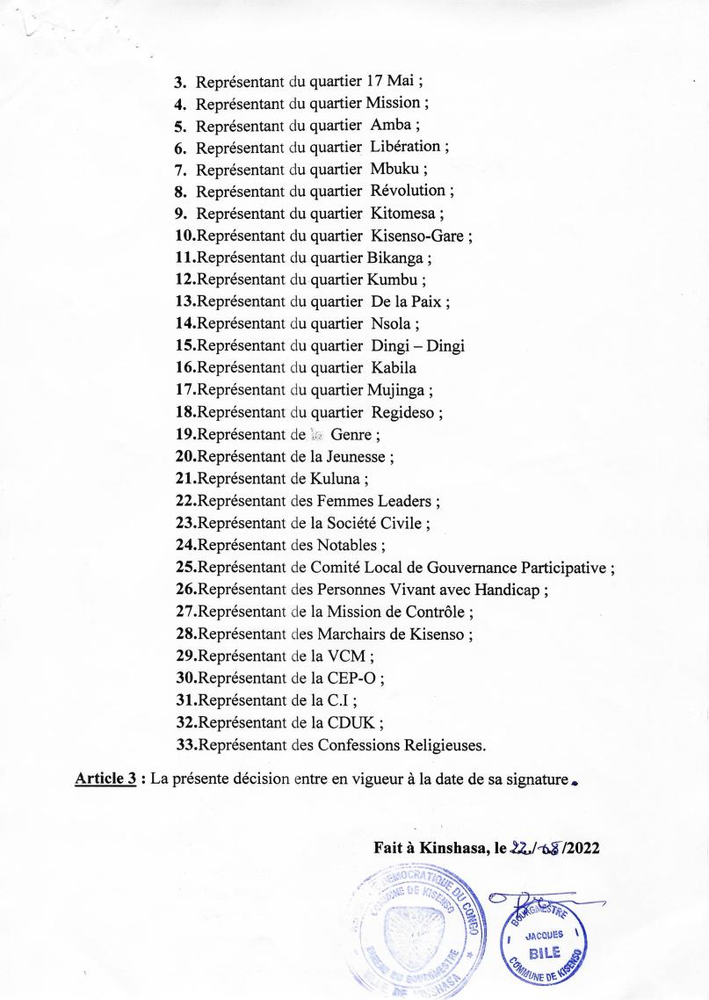 3. Représentant du quartier 17 Mai ;
4. Représentant du quartier Mission ;
5. Représentant du quartier Amba ;
6. Représentant du quartier Libération ;
7. Représentant du quartier Mbuku ;
8. Représentant du quartier Révolution ;
9. Représentant du quartier Kitomesa ;
10.Représentant du quartier Kisenso-Gare ;
11.Représentant du quartier Bikanga ;
12.Représentant du quartier Kumbu ;
13.Représentant du quartier De la Paix ;
14.Représentant du quartier Nsola ;
15.Représentant du quartier Dingi – Dingi
16.Représentant du quartier Kabila
17.Représentant du quartier Mujinga ;
18.Représentant du quartier Regideso ;
19.Représentant de Genre ;
20.Représentant de la Jeunesse ;
21.Représentant de Kuluna ;
22.Représentant des Femmes Leaders ;
23.Représentant de la Société Civile ;
24.Représentant des Notables ;
25.Représentant de Comité Local de Gouvernance Participative ;
26.Représentant des Personnes Vivant avec Handicap ;
27.Représentant de la Mission de Contrôle ;
28.Représentant des Marchairs de Kisenso ;
29.Représentant de la VCM ;
30.Représentant de la CEP-O ;
31.Représentant de la C.I ;
32.Représentant de la CDUK ;
33.Représentant des Confessions Religieuses.
Article 3 : La présente décision entre en vigueur à la date de sa signature.
Fait à Kinshasa, le 22/08/2022
DEMOCRATIQUE DU CONGO
COMMUNE DE KISENSO
BUREAU DU BOURGMESTRE
VILLE DE KINSHASA
BOURGMESTRE
JACQUES
BILE
COMMUNE DE KISENSO